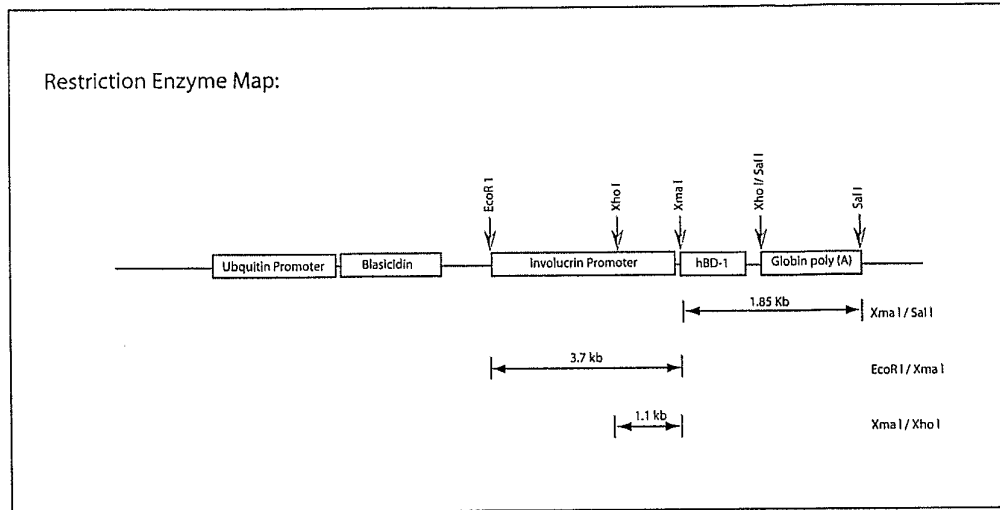 Restriction Enzyme Map:
EcoR 1
Xho I
Xma I
Xho I/ Sal I
Sal I
Ubquitin Promoter
Blasicidin
Involucrin Promoter
hBD-1
Globin poly (A)
1.85 Kb
Xma I / Sal I
3.7 kb
EcoR I / Xma I
1.1 kb
Xma I / Xho I